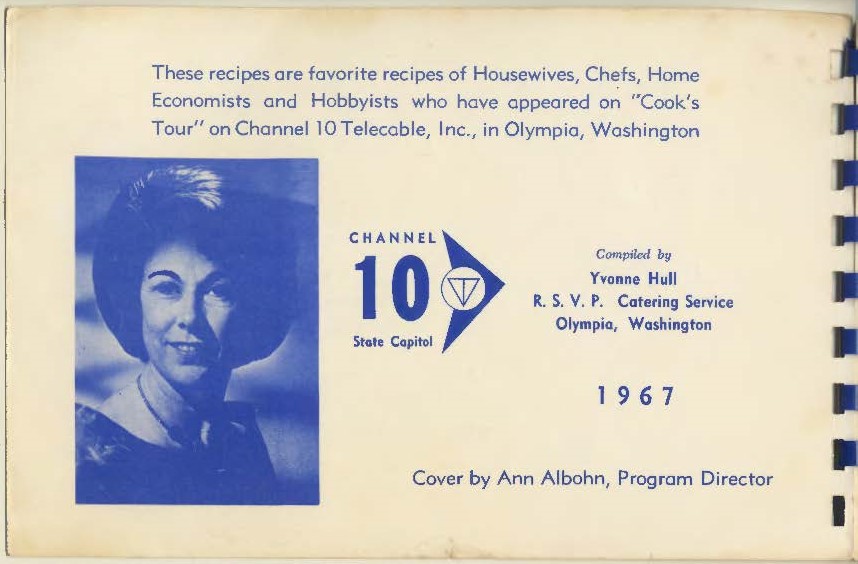 These recipes are favorite recipes of Housewives, Chefs, Home
Economists and Hobbyists who have appeared on "Cook's
Tour" on Channel 10 Telecable, Inc., in Olympia, Washington
CHANNEL
10
State Capitol
Compiled by
Yvonne Hull
R. S. V. P. Catering Service
Olympia, Washington
1967
Cover by Ann Albohn, Program Director